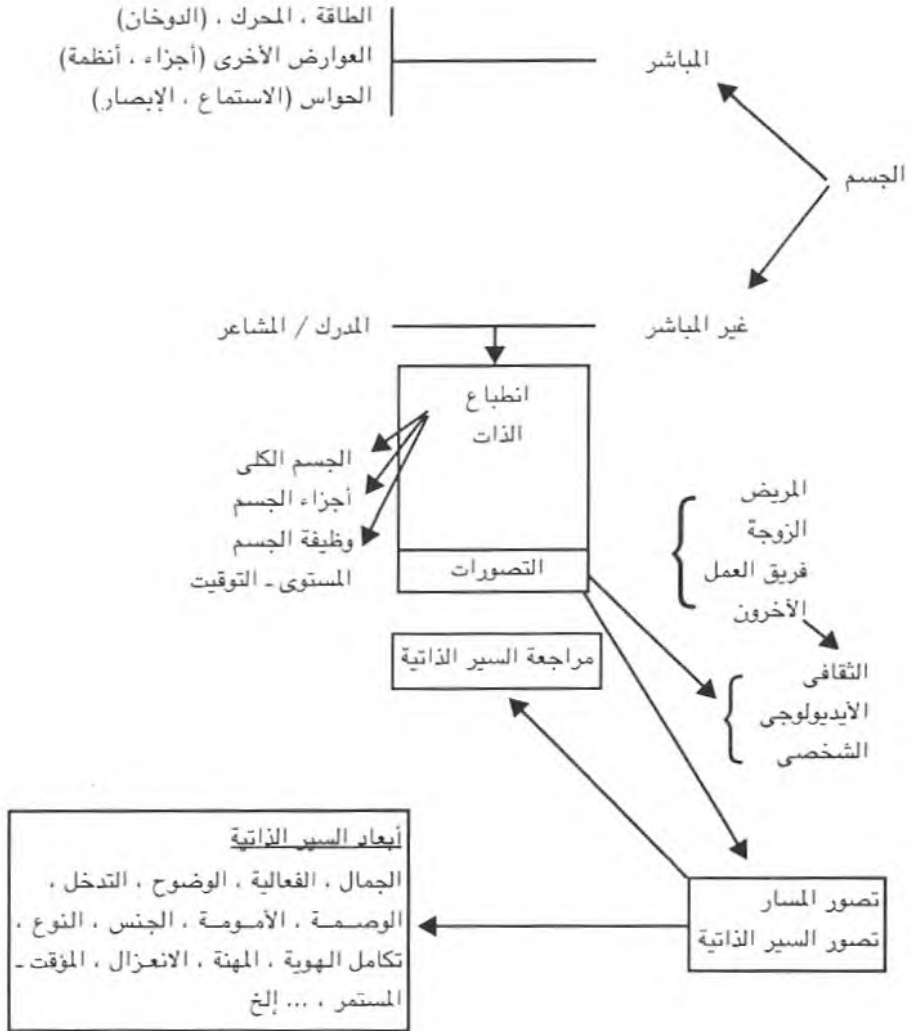 الطاقة ، المحرك ، (الدوخان)
العوارض الأخرى (أجزاء ، أنظمة)
الحواس (الاستماع ، الإبصار)
المباشر
الجسم
غير المباشر
المدرك / المشاعر
انطباع
الذات
الجسم الكلى
أجزاء الجسم
وظيفة الجسم
المستوى ـ التوقيت
التصورات
المريض
الزوجة
فريق العمل
الآخرون
مراجعة السير الذاتية
الثقافى
الأيديولوجى
الشخصى
أبعاد السير الذاتية
الجمال ، الفعالية ، الوضوح ، التدخل ،
الوصمة ، الأمومة ، الجنس ، النوع ،
تكامل الهوية ، المهنة ، الانعزال ، المؤقت ـ
المستمر ، ... إلخ
تصور المسار
تصور السير الذاتية